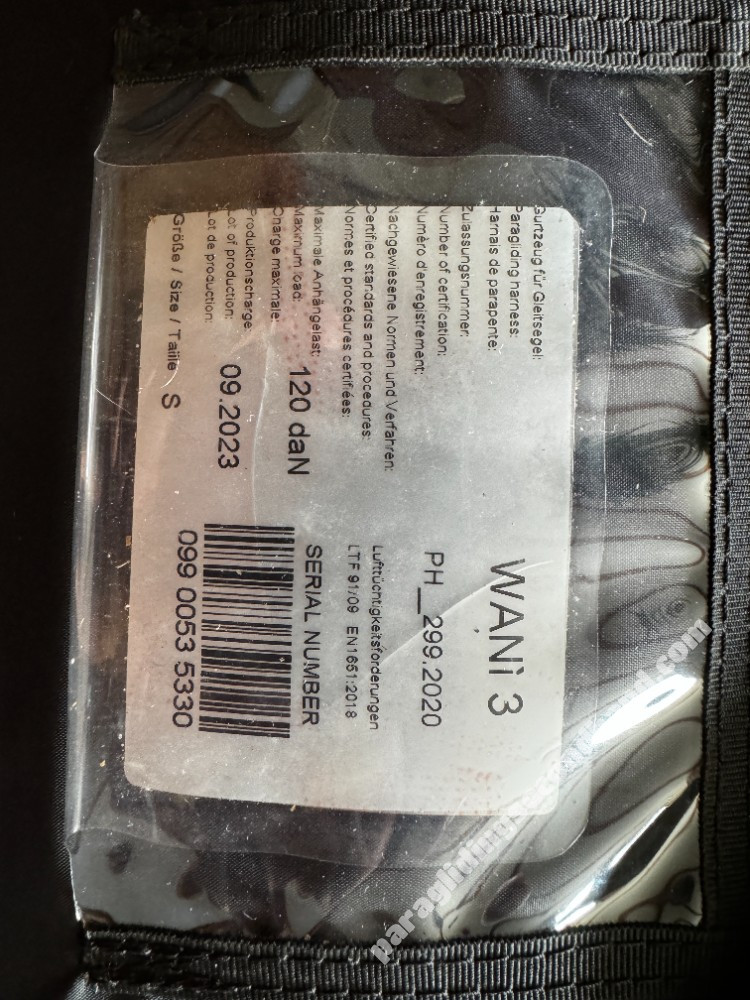 Gurtzeug für Gleitsegel:
Paragliding harness: WANI 3
Harnais de parapente:
Zulassungsnummer:
Number of certification: PH__299.2020
Numéro d'enregistrement:
Nachgewiesene Normen und Verfahren: Lufttüchtigkeitsforderungen
Certified standards and procedures: LTF 91/09 EN1651:2018
Normes et procédures certifiées:
Maximale Anhängelast:
Maximum load: 120 daN
Charge maximale:
SERIAL NUMBER
Produktionscharge:
Lot of production: 09.2023
Lot de production:
Größe / Size / Taille S
099 0053 5330